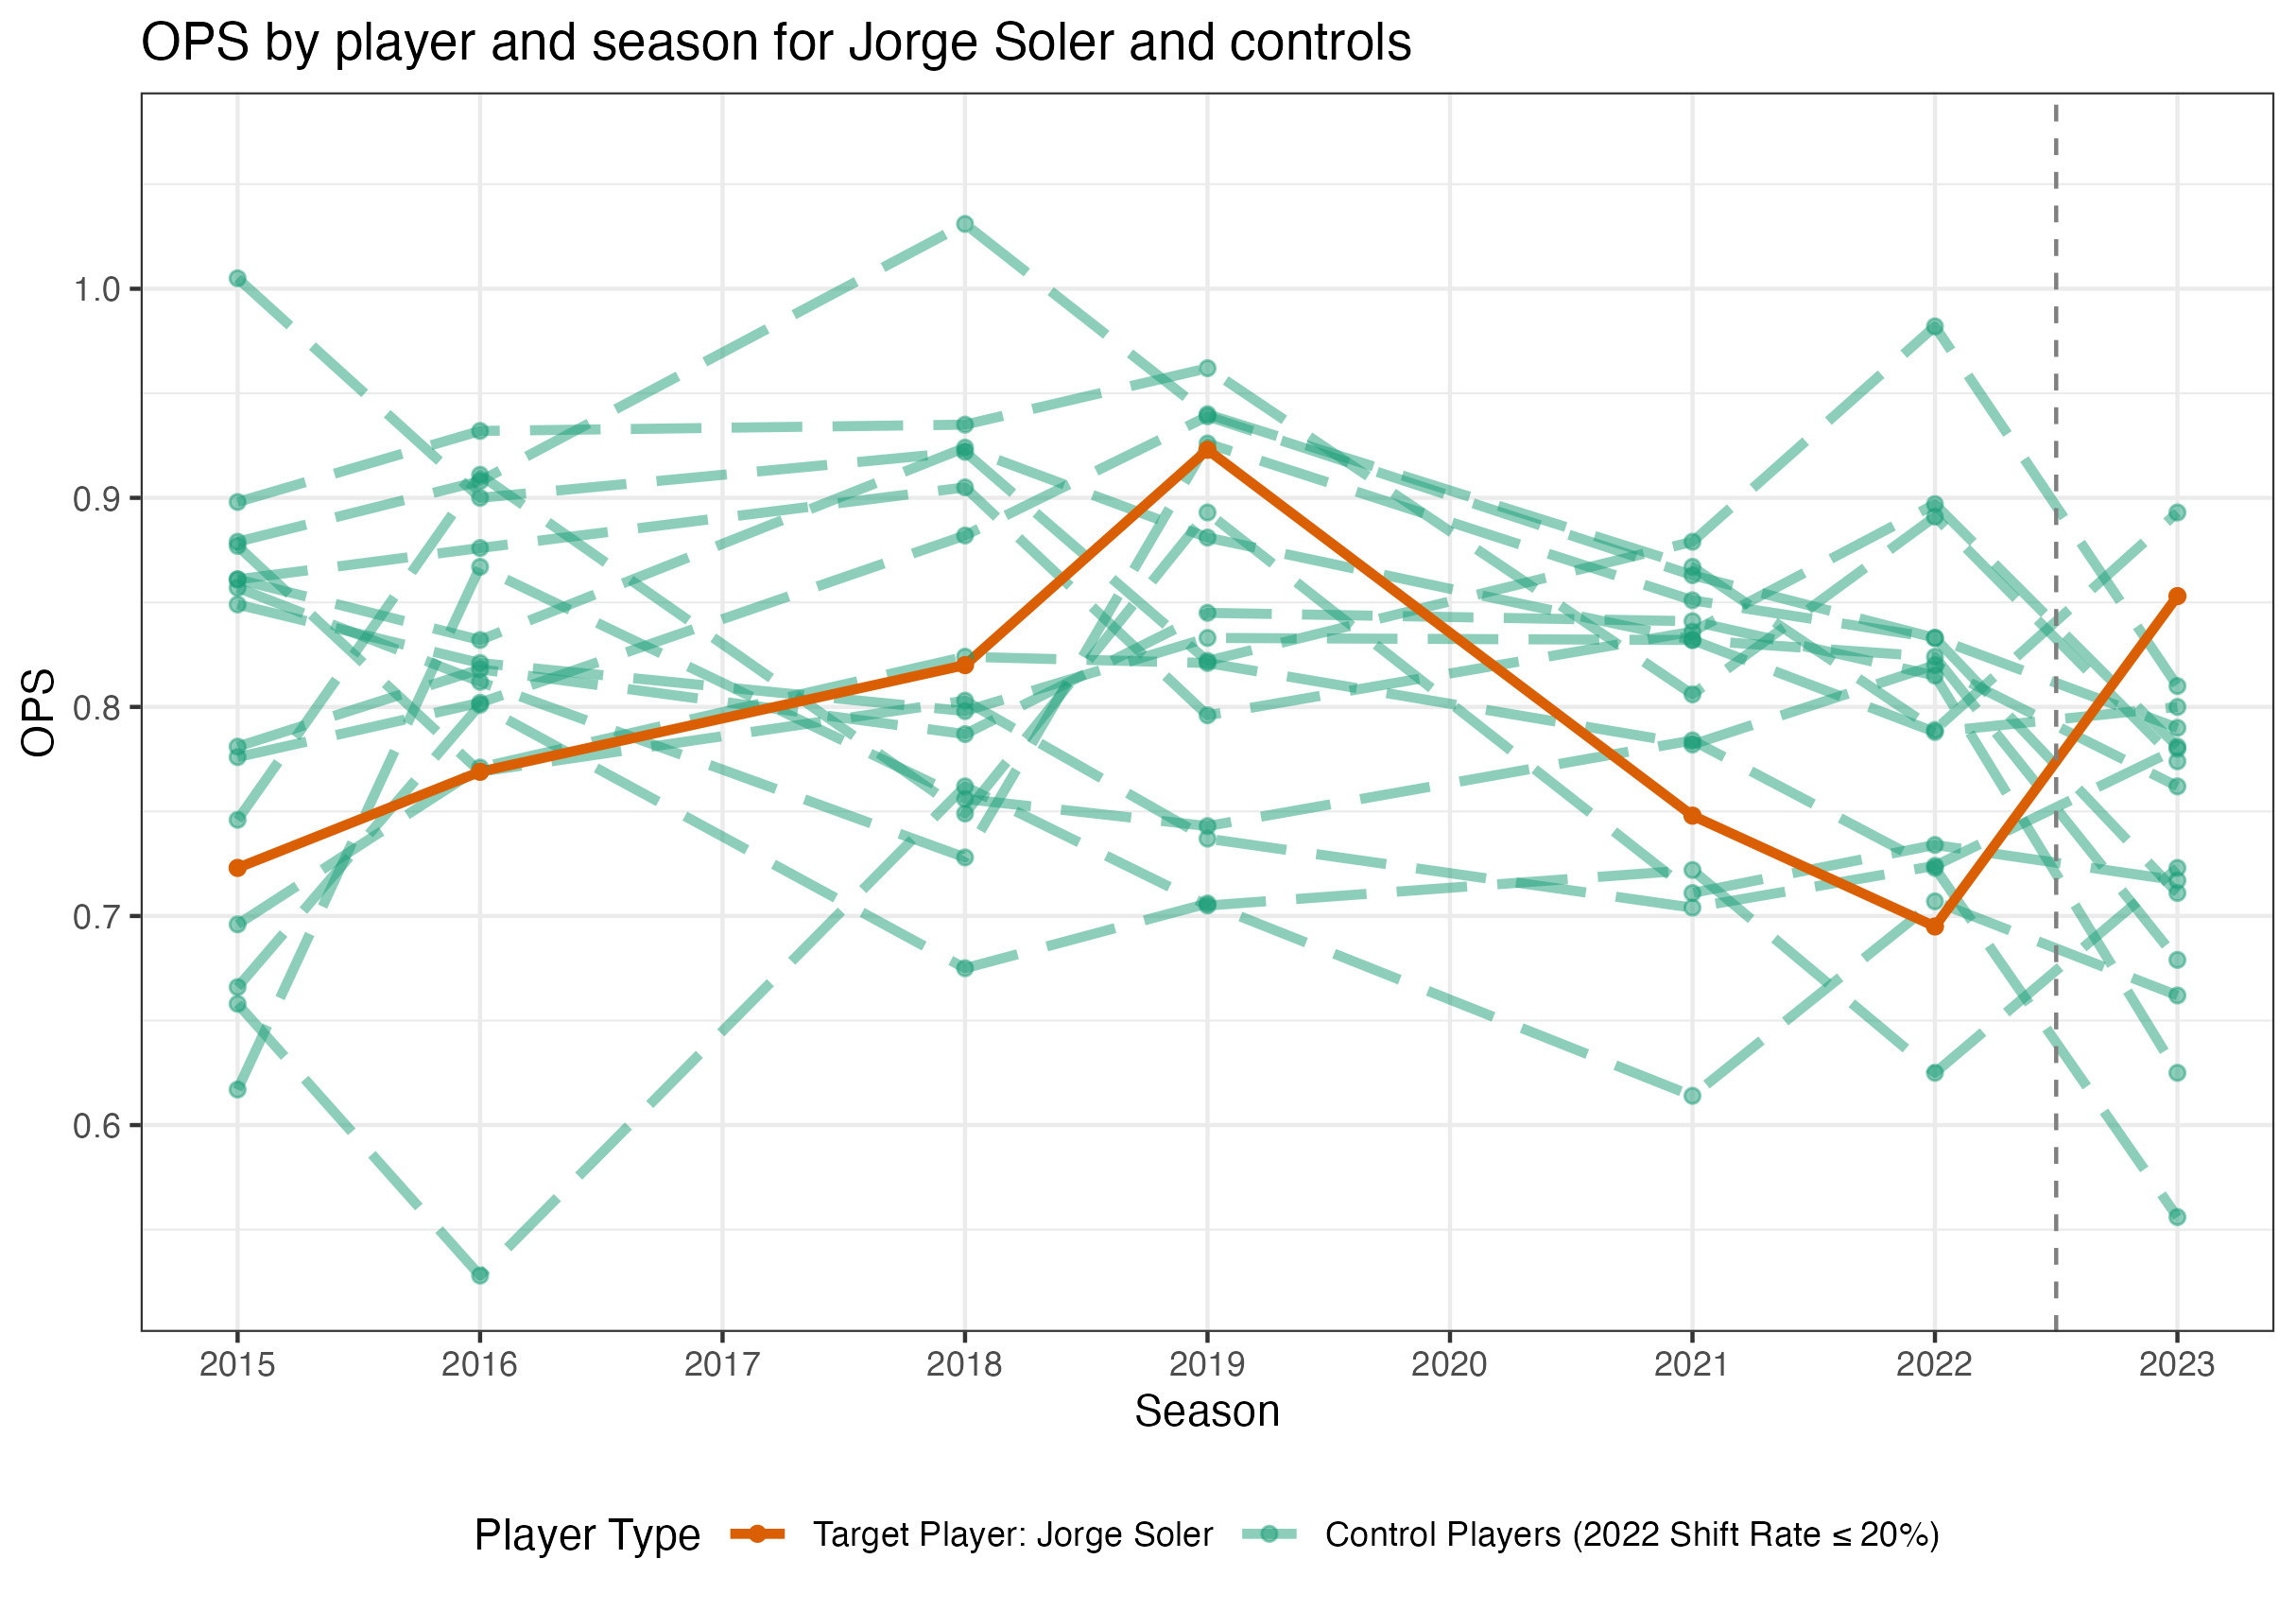 OPS by player and season for Jorge Soler and controls
OPS
1.0
0.9
0.8
0.7
0.6
2015 2016 2017 2018 2019 2020 2021 2022 2023
Season
Player Type Target Player: Jorge Soler Control Players (2022 Shift Rate ≤ 20%)